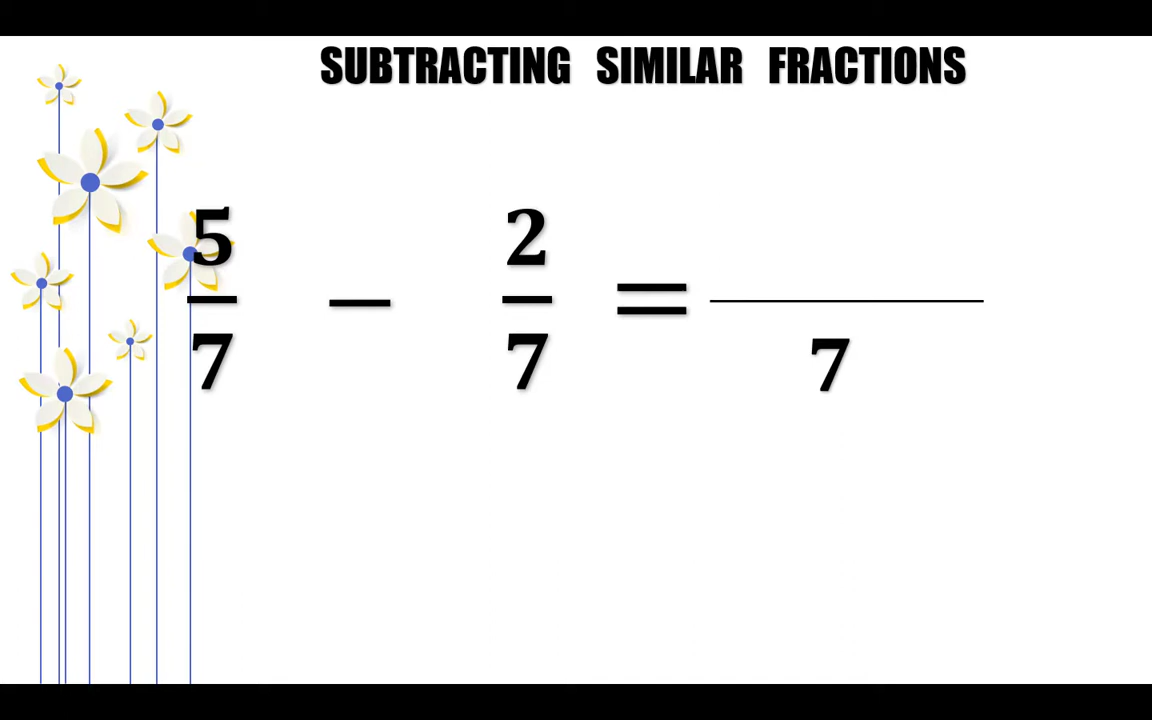 SUBTRACTING SIMILAR FRACTIONS
5 2
— =
7 7 7